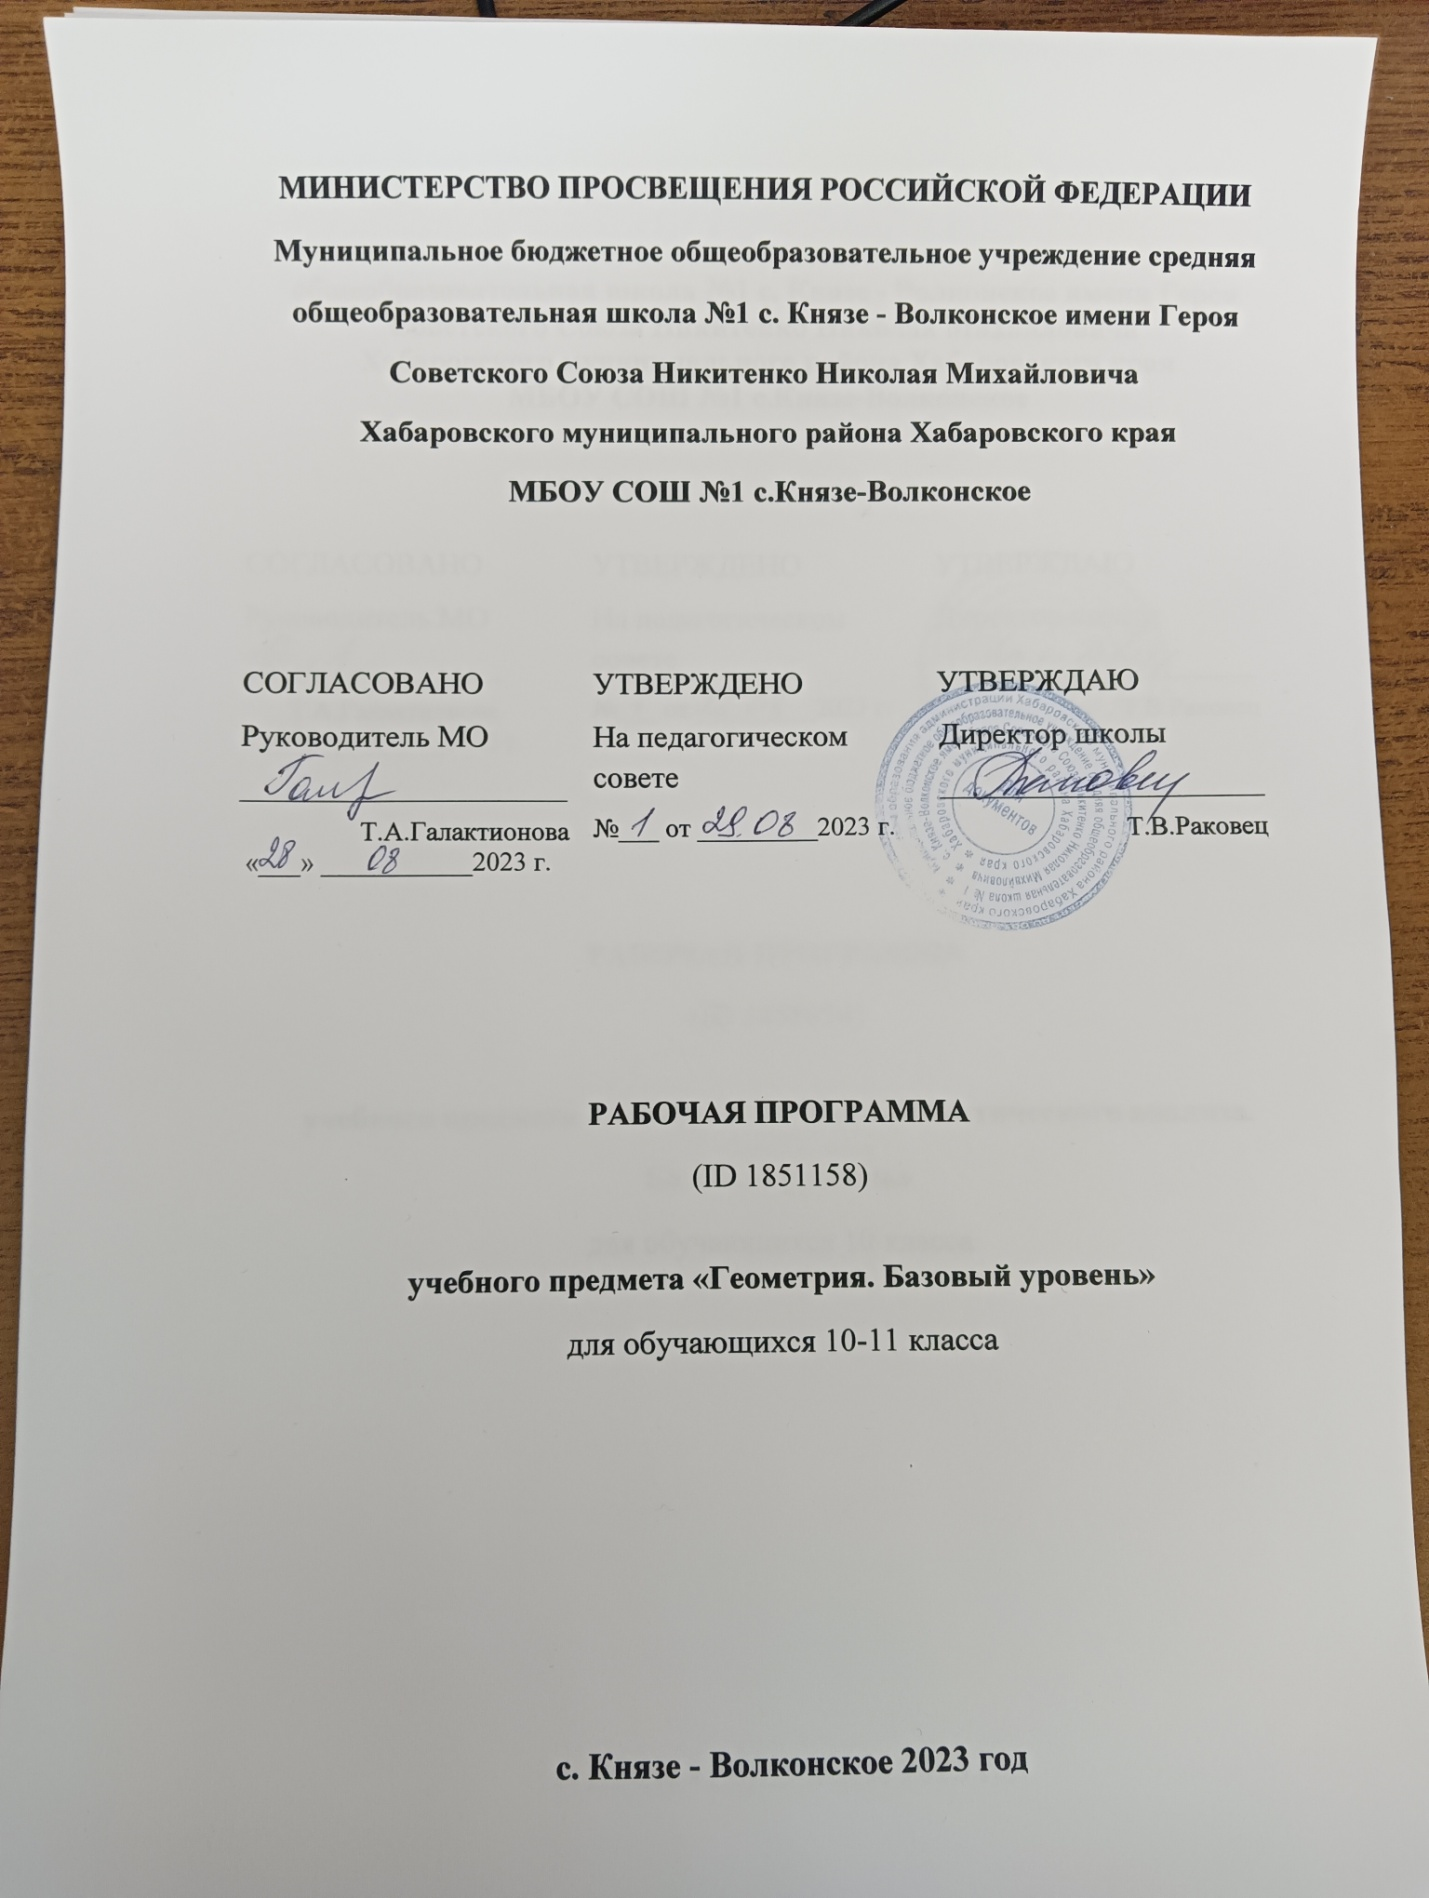 МИНИСТЕРСТВО ПРОСВЕЩЕНИЯ РОССИЙСКОЙ ФЕДЕРАЦИИ
Муниципальное бюджетное общеобразовательное учреждение средняя
общеобразовательная школа №1 с. Князе - Волконское имени Героя
Советского Союза Никитенко Николая Михайловича
Хабаровского муниципального района Хабаровского края
МБОУ СОШ №1 с.Князе-Волконское
СОГЛАСОВАНО
Руководитель МО
Т.А.Галактионова
«28» 08 2023 г.
УТВЕРЖДЕНО
На педагогическом
совете
№ 1 от 29.08 2023 г.
УТВЕРЖДАЮ
Директор школы
Т.В.Раковец
документов
РАБОЧАЯ ПРОГРАММА
(ID 1851158)
учебного предмета «Геометрия. Базовый уровень»
для обучающихся 10-11 класса
с. Князе - Волконское 2023 год